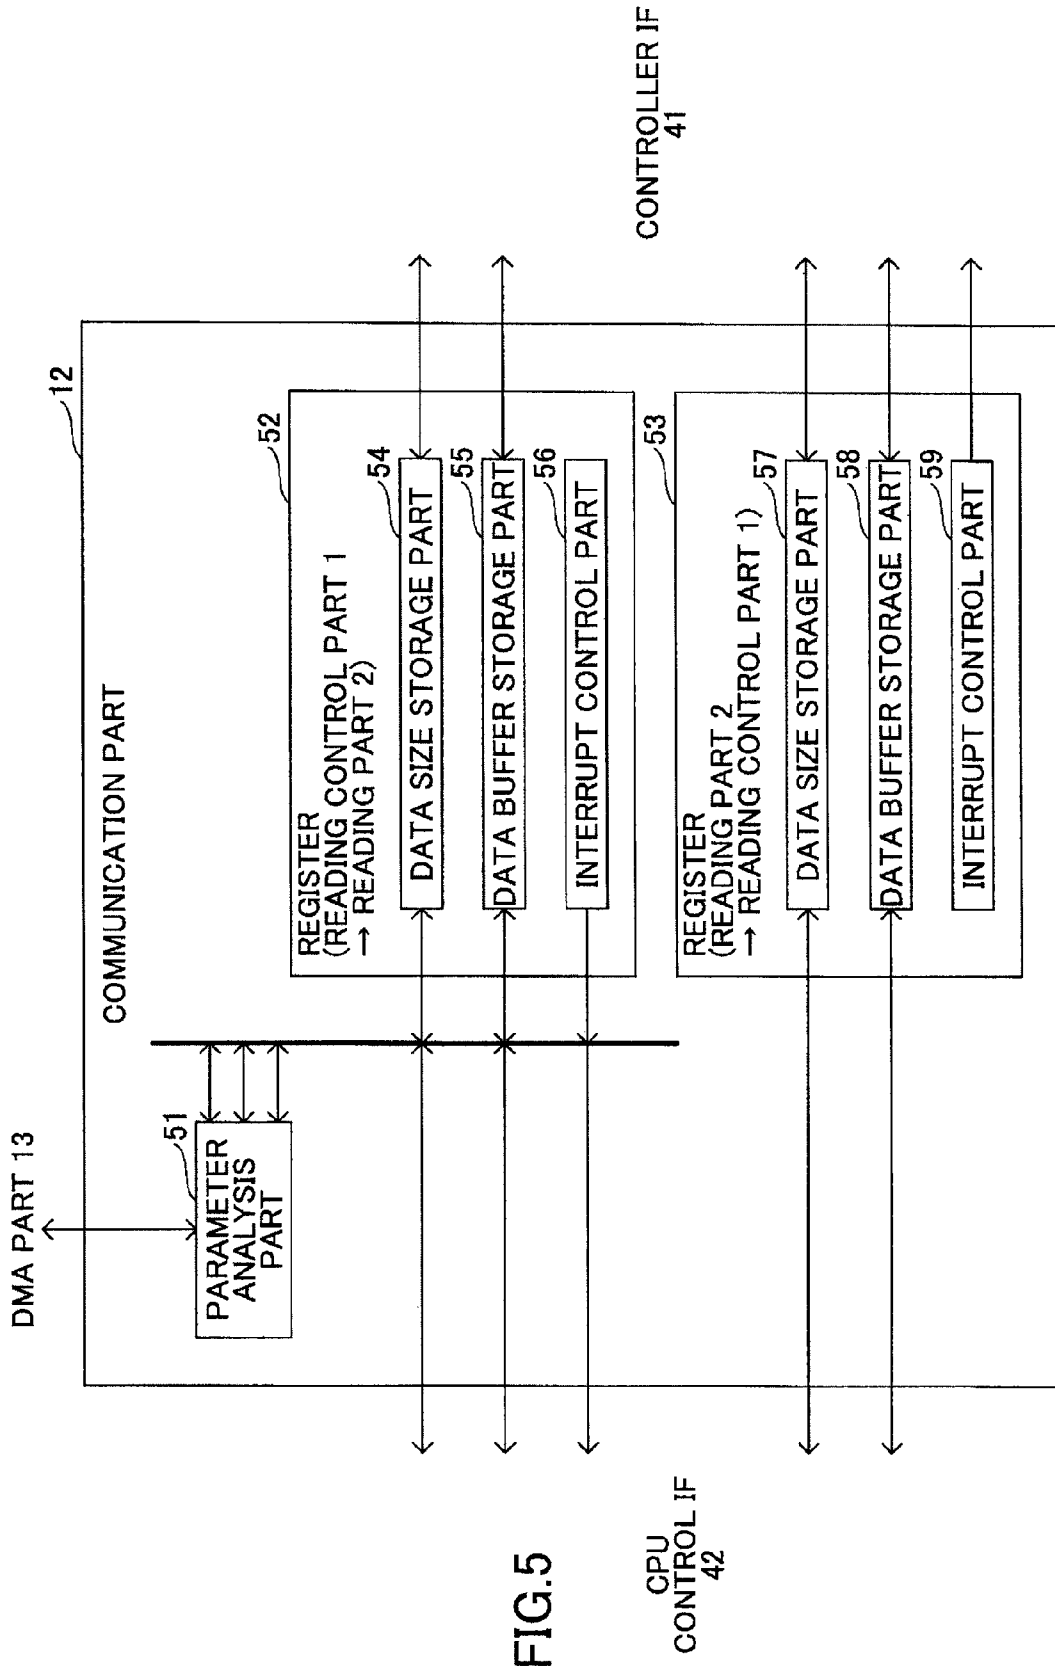 FIG.5
DMA PART 13
COMMUNICATION PART
12
51
PARAMETER
ANALYSIS
PART
52
REGISTER
(READING CONTROL PART 1
→ READING PART 2)
54
DATA SIZE STORAGE PART
55
DATA BUFFER STORAGE PART
56
INTERRUPT CONTROL PART
53
REGISTER
(READING PART 2
→ READING CONTROL PART 1)
57
DATA SIZE STORAGE PART
58
DATA BUFFER STORAGE PART
59
INTERRUPT CONTROL PART
CPU
CONTROL IF
42
CONTROLLER IF
41